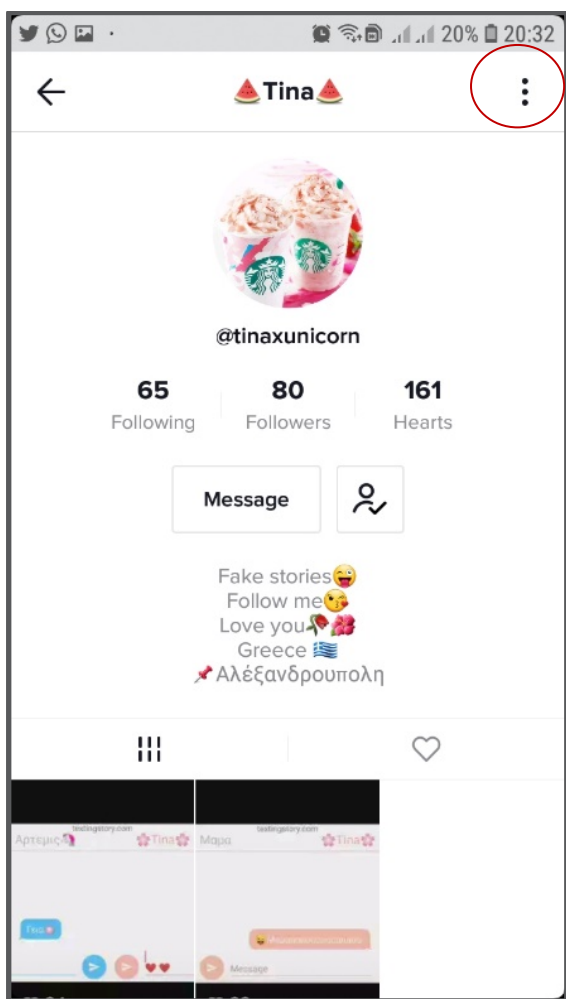 20% 20:32
🍉Tina🍉
@tinaxunicorn
65 80 161
Following Followers Hearts
Message
Fake stories😜
Follow me😘
Love you🥀🌺
Greece 🇬🇷
📌Αλέξανδρουπολη
textingstory.com textingstory.com
Αρτεμις 🌸Tina🌸 Μαμα 🌸Tina🌸
Message